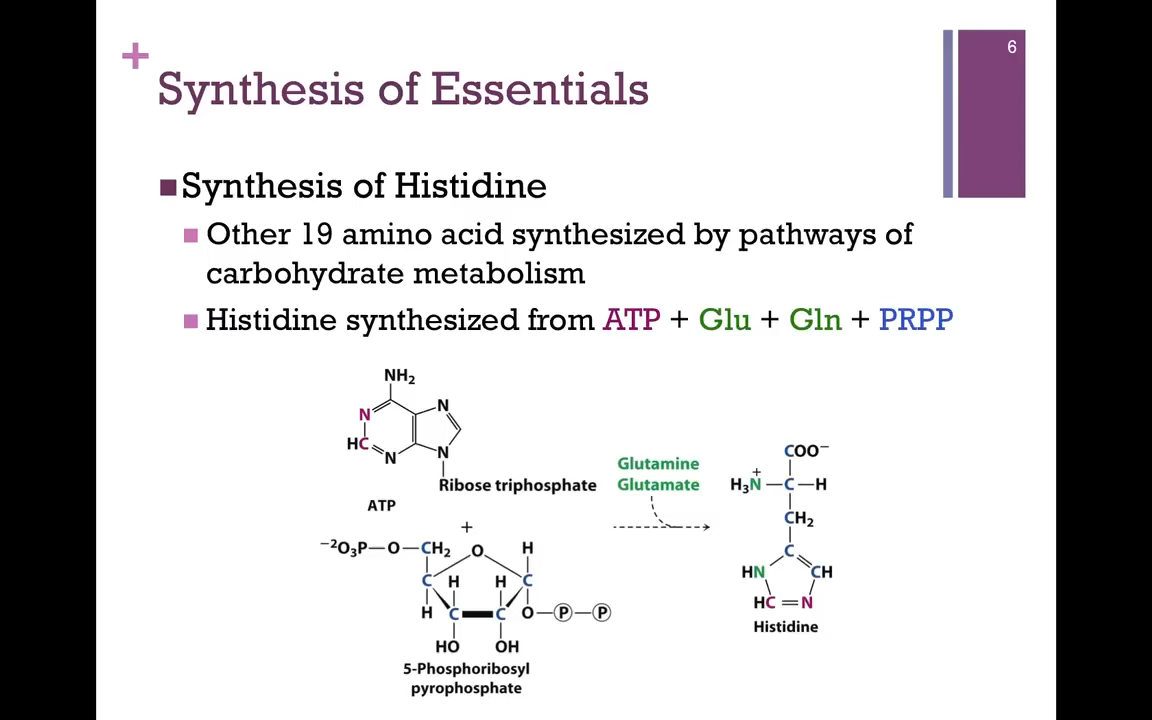 6
+
Synthesis of Essentials
Synthesis of Histidine
Other 19 amino acid synthesized by pathways of
carbohydrate metabolism
Histidine synthesized from ATP + Glu + Gln + PRPP
NH₂
N
N
HC
N
N
Ribose triphosphate
ATP
+
⁻²O₃P—O—CH₂
O
H
C
H
H
C
H
C
C
O—P—P
HO
OH
5-Phosphoribosyl
pyrophosphate
Glutamine
Glutamate
COO⁻
H₃N⁺—C—H
CH₂
C
HN
CH
HC=N
Histidine